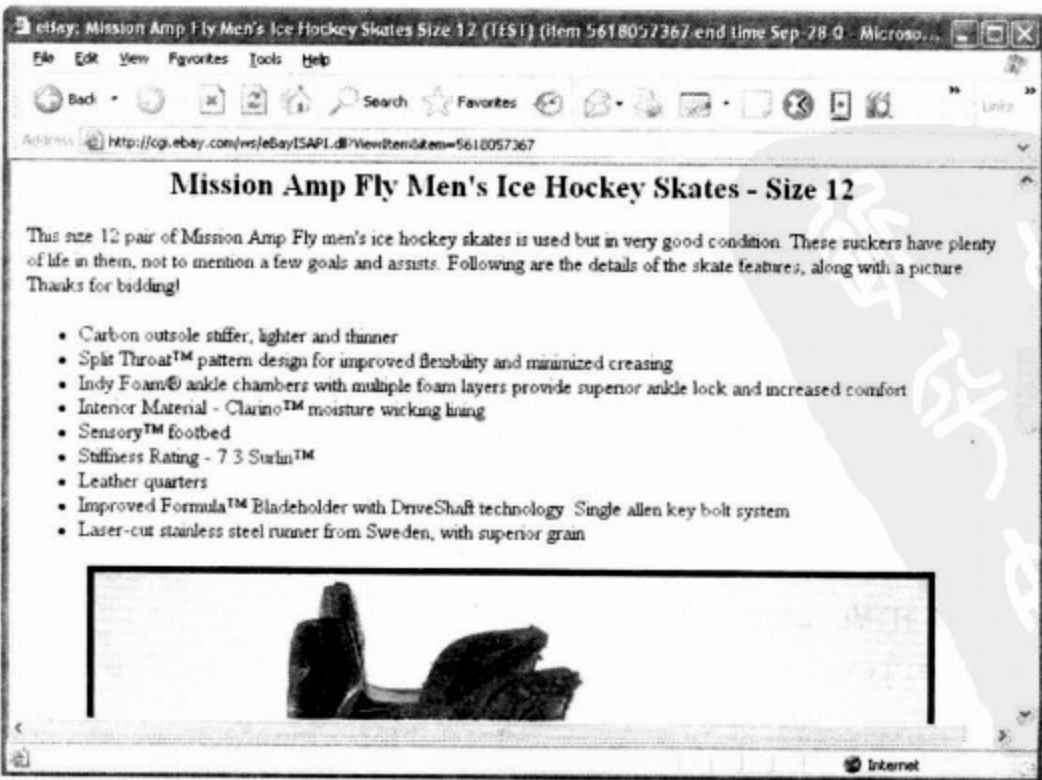 eBay: Mission Amp Fly Men's Ice Hockey Skates Size 12 (TEST) (item 5618057367 end time Sep-28-0 - Microso...
File Edit View Favorites Tools Help
Back Search Favorites Links
Address http://cgi.ebay.com/ws/eBayISAPI.dll?ViewItem&item=5618057367
Mission Amp Fly Men's Ice Hockey Skates - Size 12
This size 12 pair of Mission Amp Fly men's ice hockey skates is used but in very good condition. These suckers have plenty
of life in them, not to mention a few goals and assists. Following are the details of the skate features, along with a picture.
Thanks for bidding!
• Carbon outsole stiffer, lighter and thinner
• Split Throat™ pattern design for improved flexibility and minimized creasing
• Indy Foam® ankle chambers with multiple foam layers provide superior ankle lock and increased comfort
• Interior Material - Clarino™ moisture wicking lining
• Sensory™ footbed
• Stiffness Rating - 7.3 Surlin™
• Leather quarters
• Improved Formula™ Bladeholder with DriveShaft technology. Single allen key bolt system
• Laser-cut stainless steel runner from Sweden, with superior grain
Internet